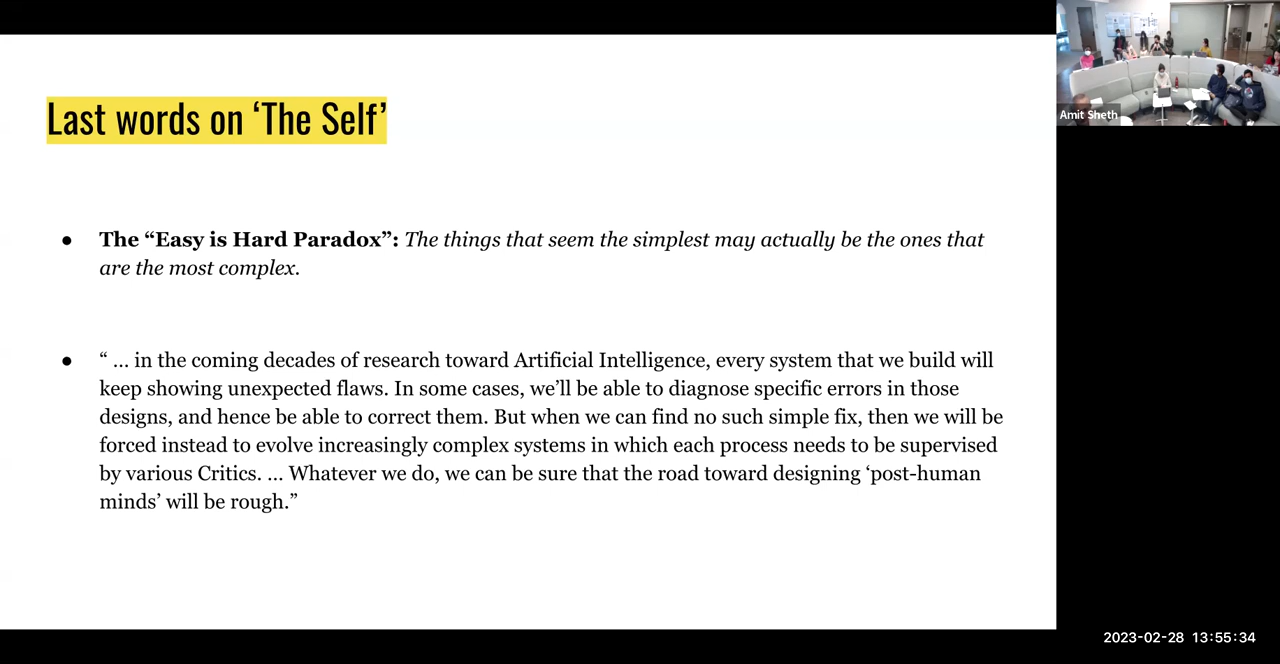 Last words on ‘The Self’
● The “Easy is Hard Paradox”: The things that seem the simplest may actually be the ones that
are the most complex.
● “ … in the coming decades of research toward Artificial Intelligence, every system that we build will
keep showing unexpected flaws. In some cases, we’ll be able to diagnose specific errors in those
designs, and hence be able to correct them. But when we can find no such simple fix, then we will be
forced instead to evolve increasingly complex systems in which each process needs to be supervised
by various Critics. … Whatever we do, we can be sure that the road toward designing ‘post-human
minds’ will be rough.”
Amit Sheth
2023-02-28 13:55:34